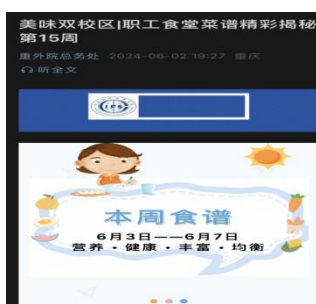 美味双校区|职工食堂菜谱精彩揭秘
第15周
重外院总务处 2024-06-02 19:27 重庆
听全文
本周食谱
6月3日——6月7日
营养·健康·丰富·均衡